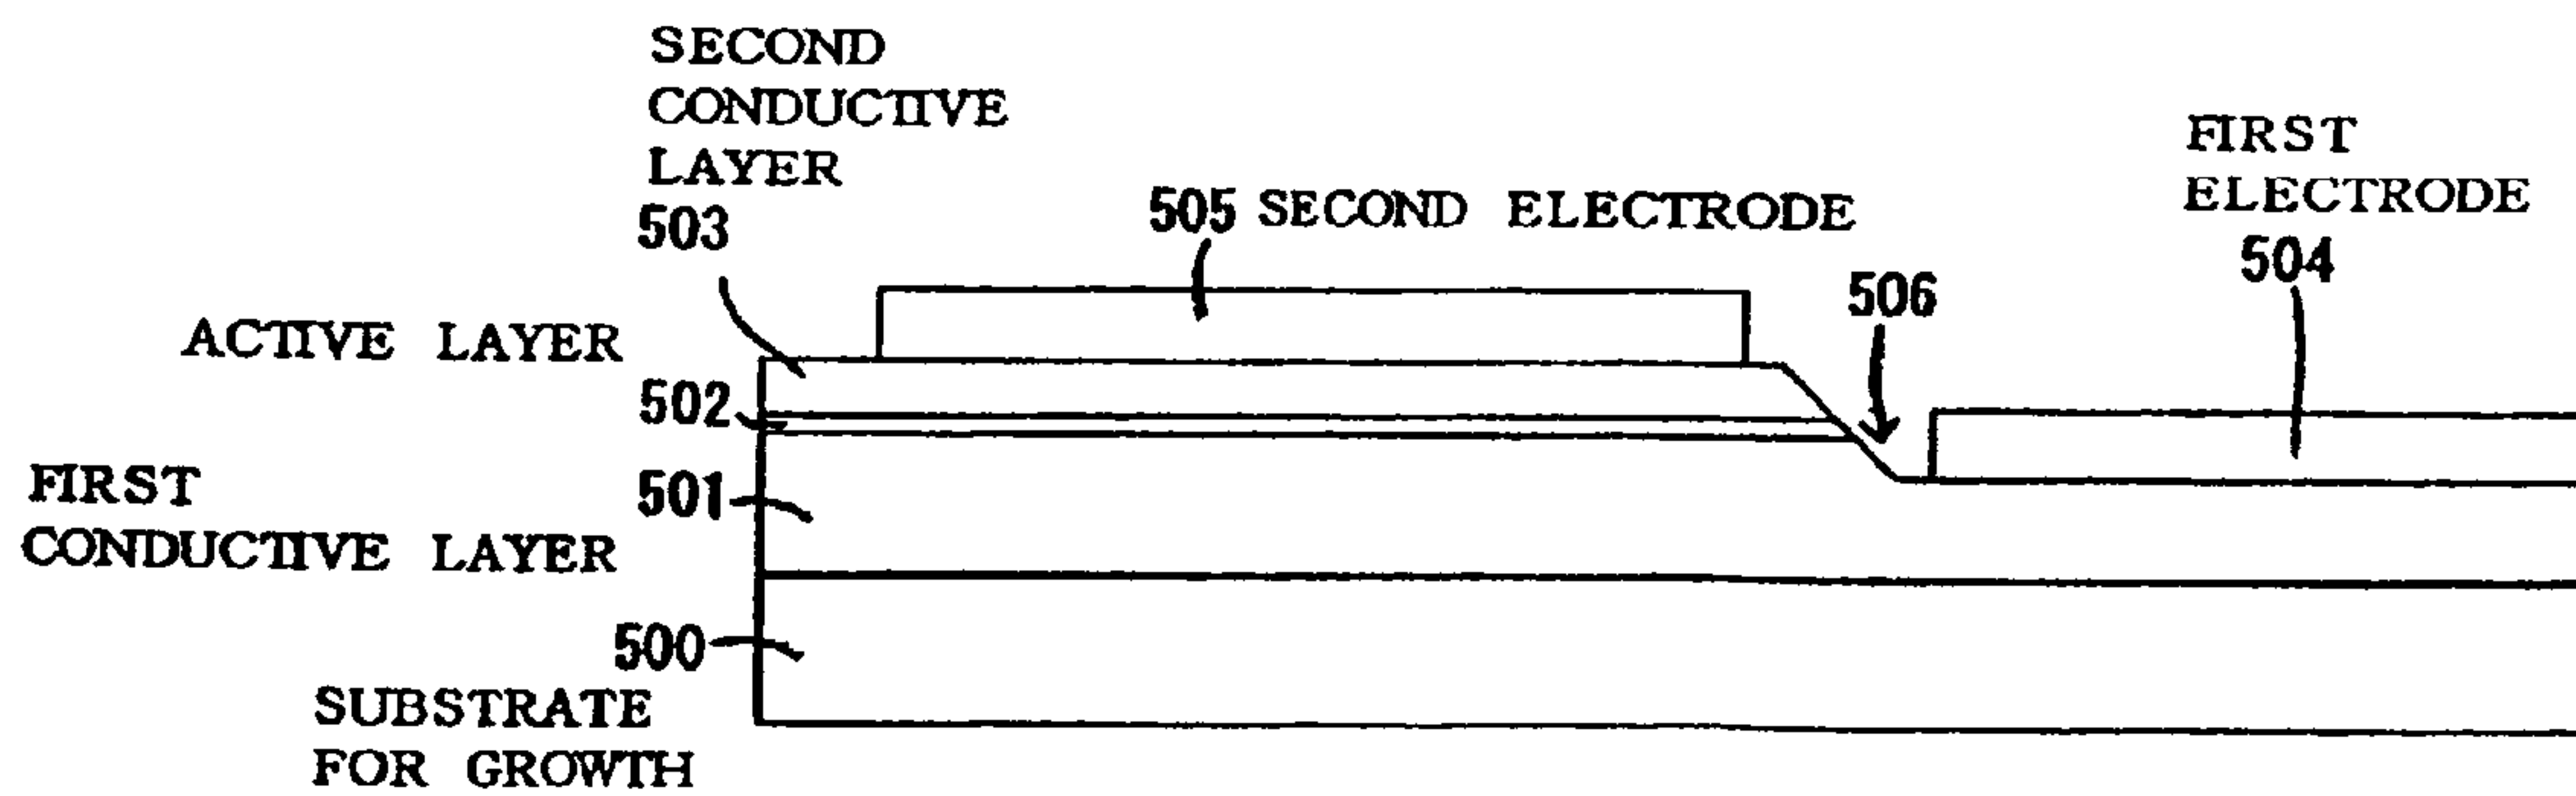 SECOND
CONDUCTIVE
LAYER
503
505 SECOND ELECTRODE
FIRST
ELECTRODE
504
506
ACTIVE LAYER
502
FIRST
CONDUCTIVE LAYER
501
500
SUBSTRATE
FOR GROWTH